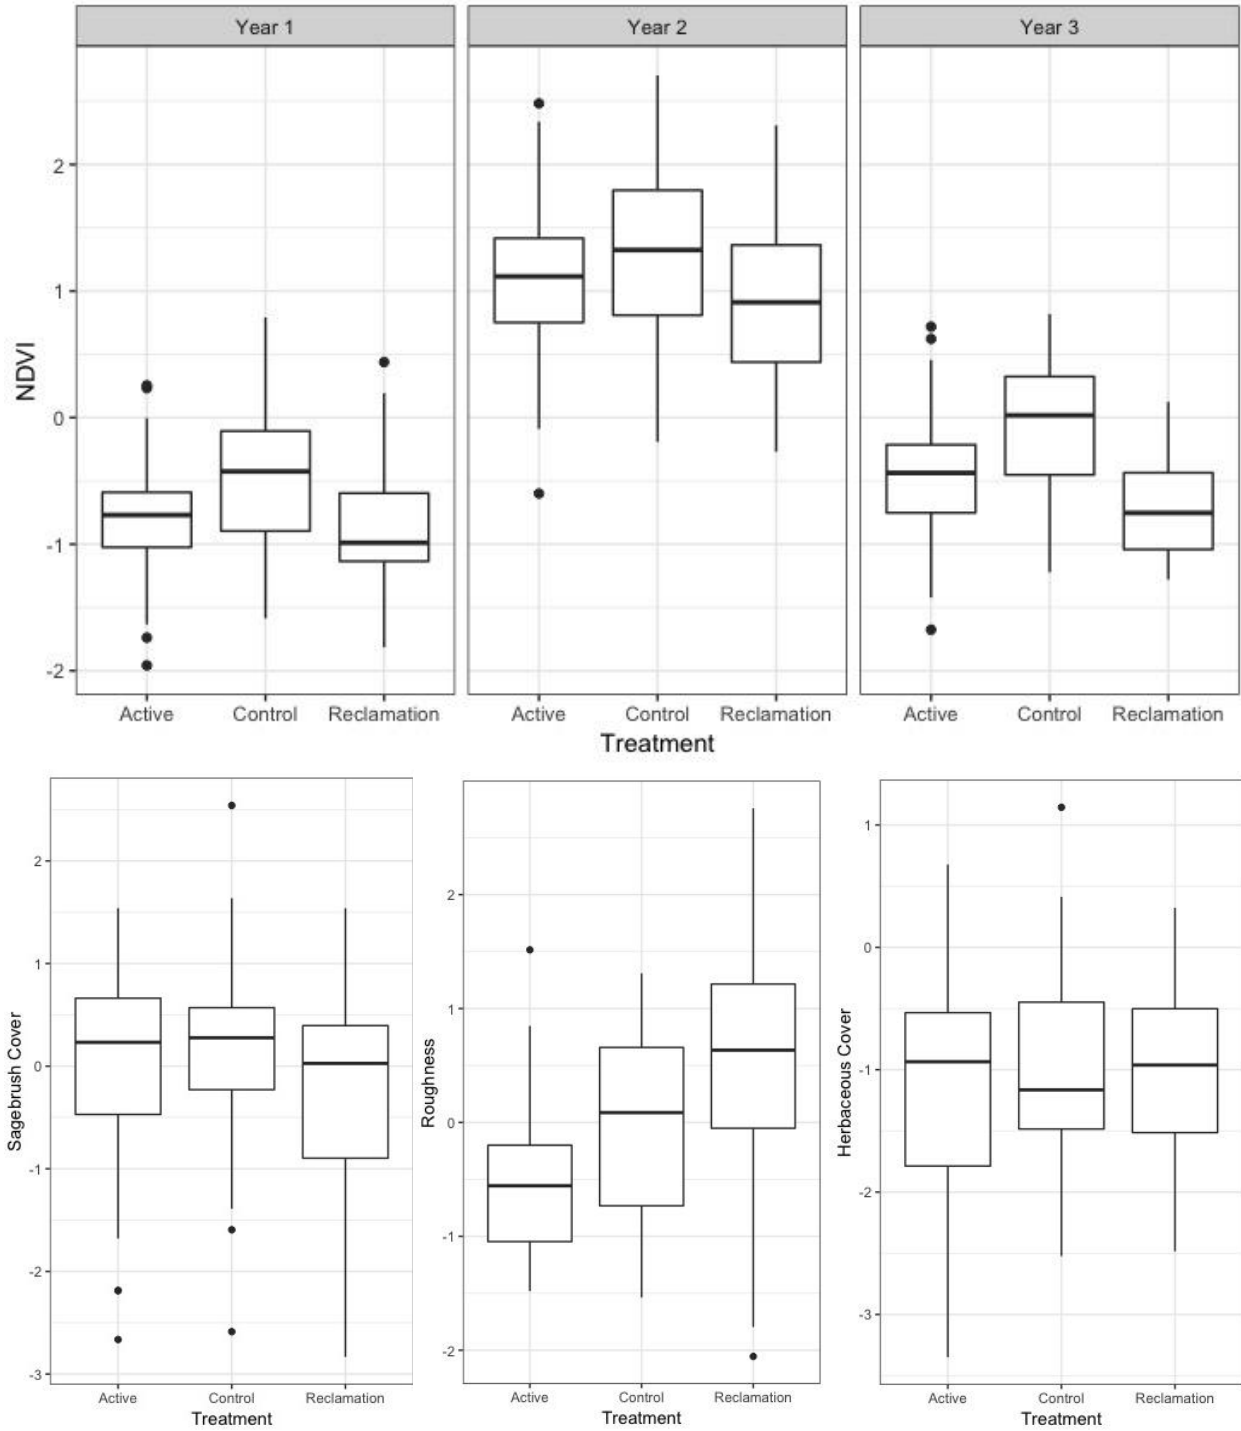 Year 1 Year 2 Year 3
NDVI
2
1
0
-1
-2
Active Control Reclamation Active Control Reclamation Active Control Reclamation
Treatment
Sagebrush Cover
2
1
0
-1
-2
-3
Active Control Reclamation
Treatment
Roughness
2
1
0
-1
-2
Active Control Reclamation
Treatment
Herbaceous Cover
1
0
-1
-2
-3
Active Control Reclamation
Treatment